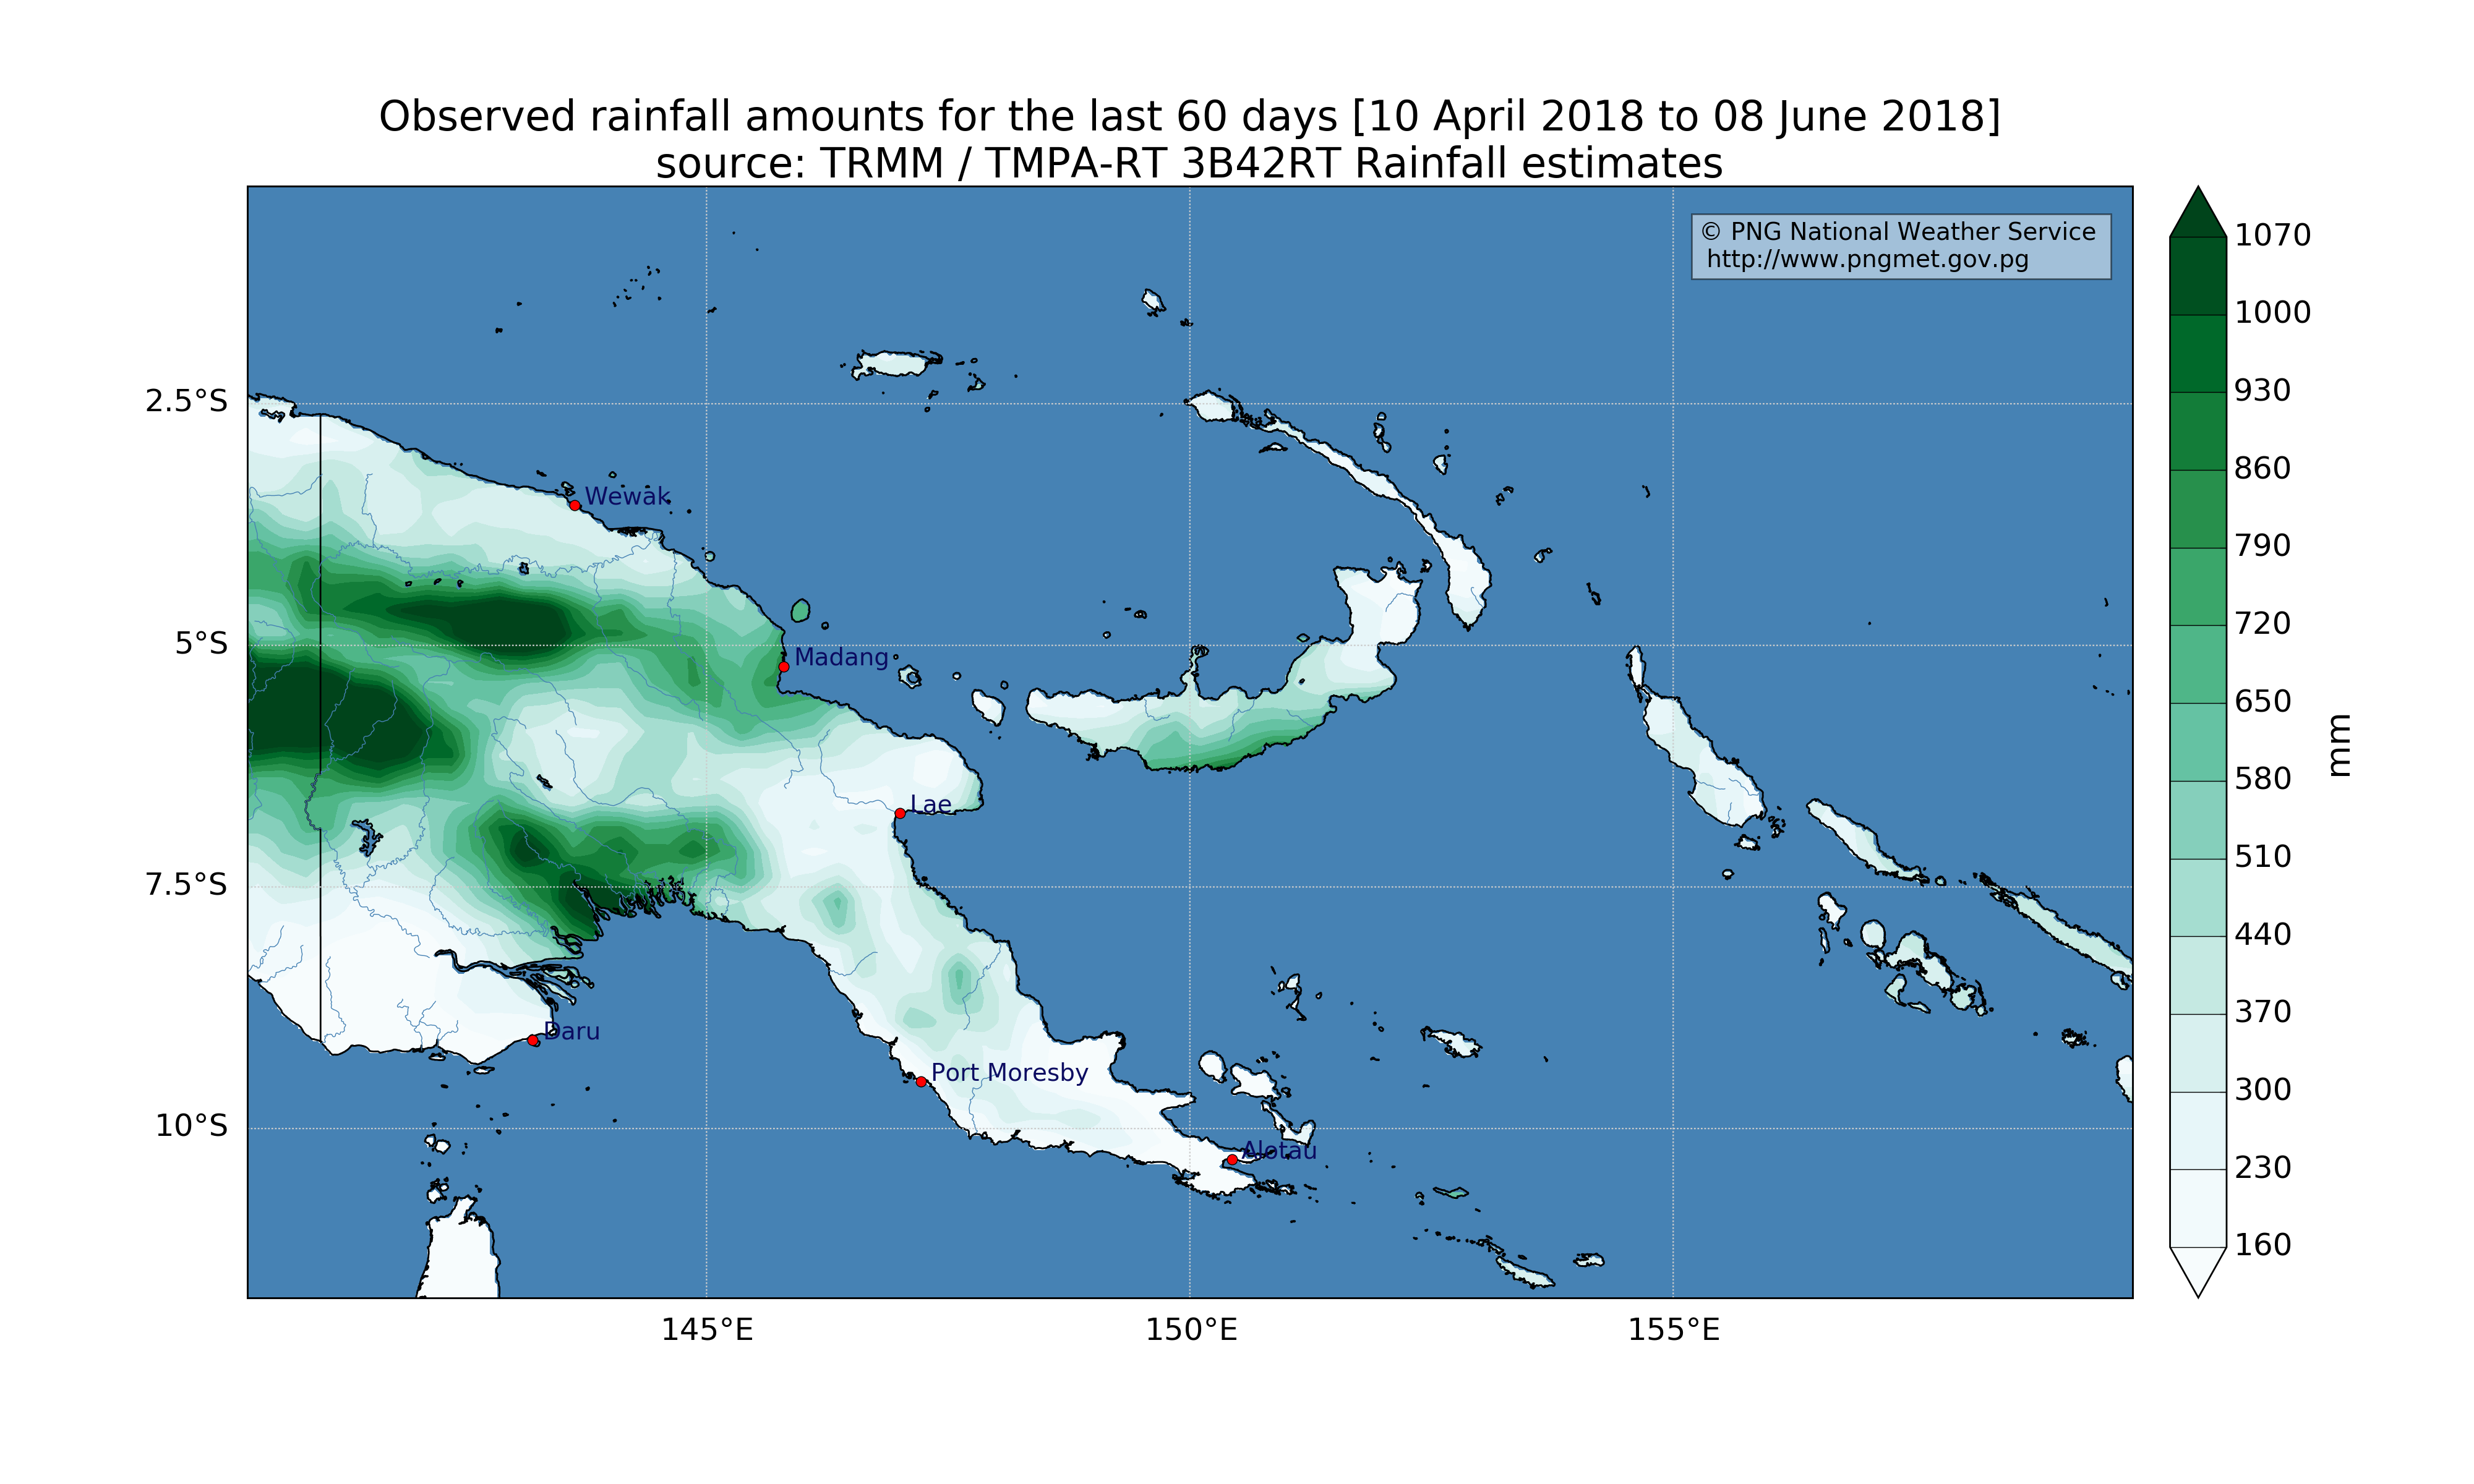 Observed rainfall amounts for the last 60 days [10 April 2018 to 08 June 2018]
source: TRMM / TMPA-RT 3B42RT Rainfall estimates
© PNG National Weather Service
http://www.pngmet.gov.pg
1070
1000
930
860
790
720
650
580
510
440
370
300
230
160
mm
2.5°S
5°S
7.5°S
10°S
Wewak
Madang
Lae
Daru
Port Moresby
Alotau
145°E
150°E
155°E